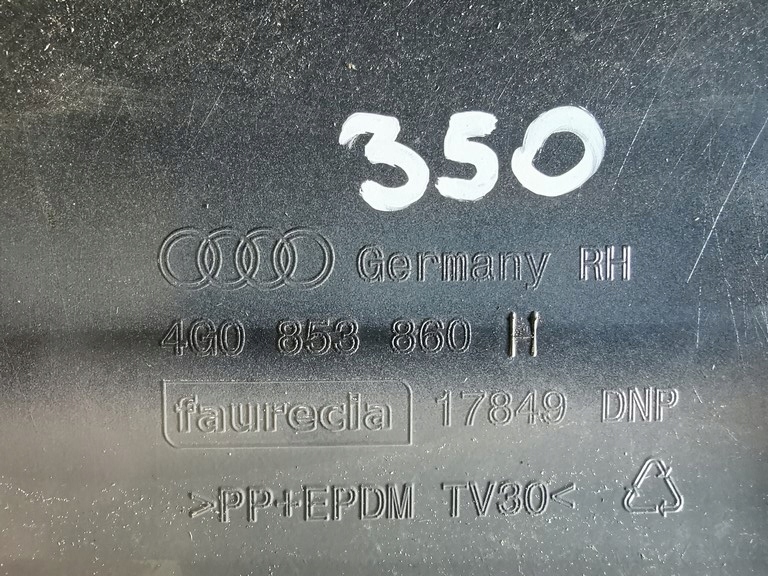 350
Germany RH
4G0 853 860 H
faurecia 17849 DNP
>PP+EPDM TV30<